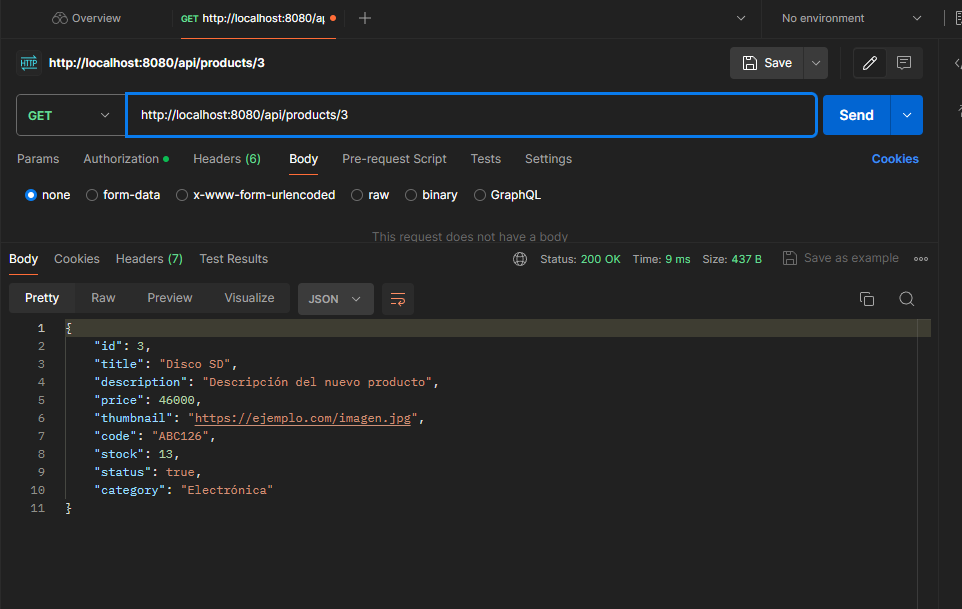 Overview
GET http://localhost:8080/ap
No environment
HTTP http://localhost:8080/api/products/3
Save
GET
http://localhost:8080/api/products/3
Send
Params Authorization Headers (6) Body Pre-request Script Tests Settings Cookies
none form-data x-www-form-urlencoded raw binary GraphQL
This request does not have a body
Body Cookies Headers (7) Test Results Status: 200 OK Time: 9 ms Size: 437 B Save as example
Pretty Raw Preview Visualize JSON
1 {
2 "id": 3,
3 "title": "Disco SD",
4 "description": "Descripción del nuevo producto",
5 "price": 46000,
6 "thumbnail": "https://ejemplo.com/imagen.jpg",
7 "code": "ABC126",
8 "stock": 13,
9 "status": true,
10 "category": "Electrónica"
11 }